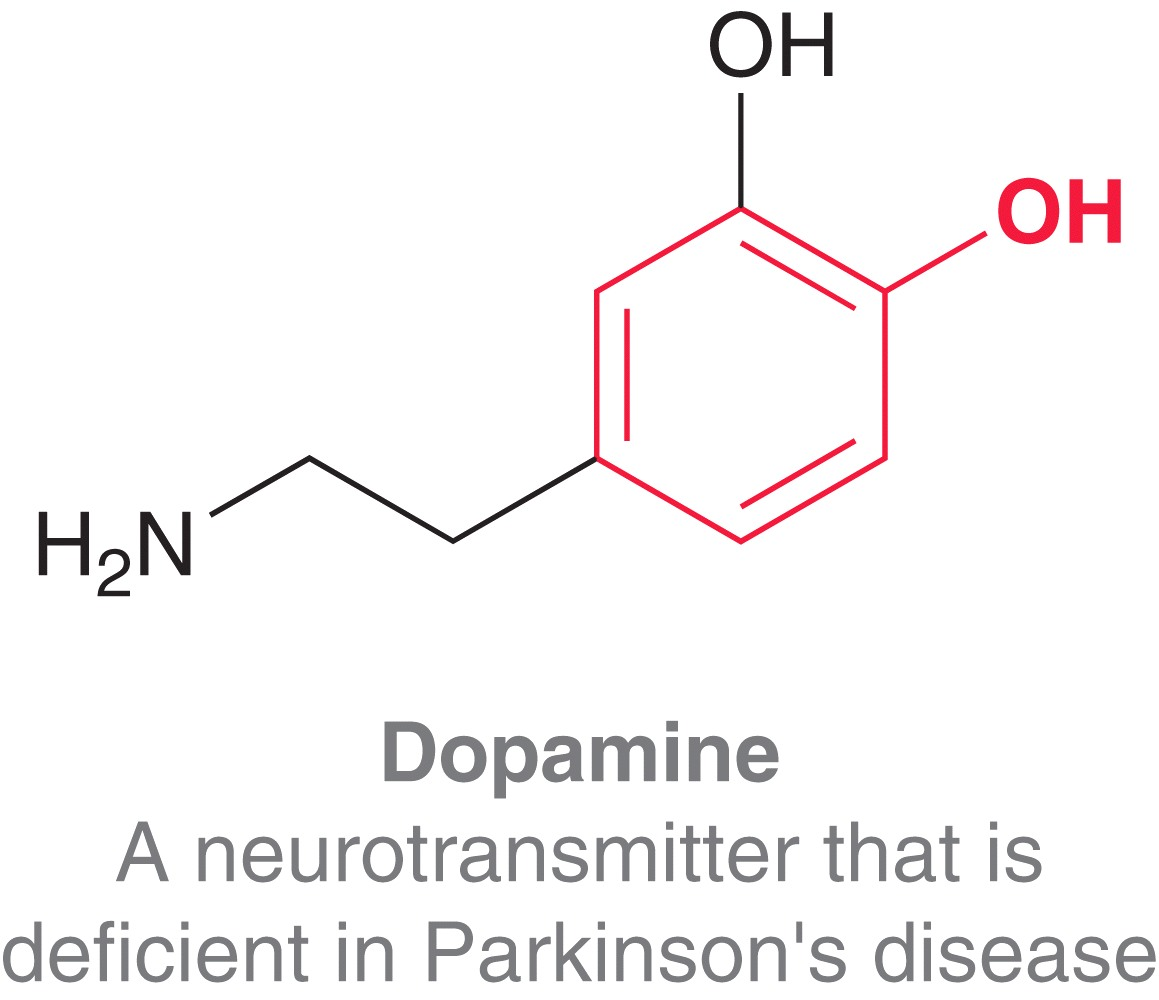 OH
OH
H₂N
Dopamine
A neurotransmitter that is
deficient in Parkinson's disease